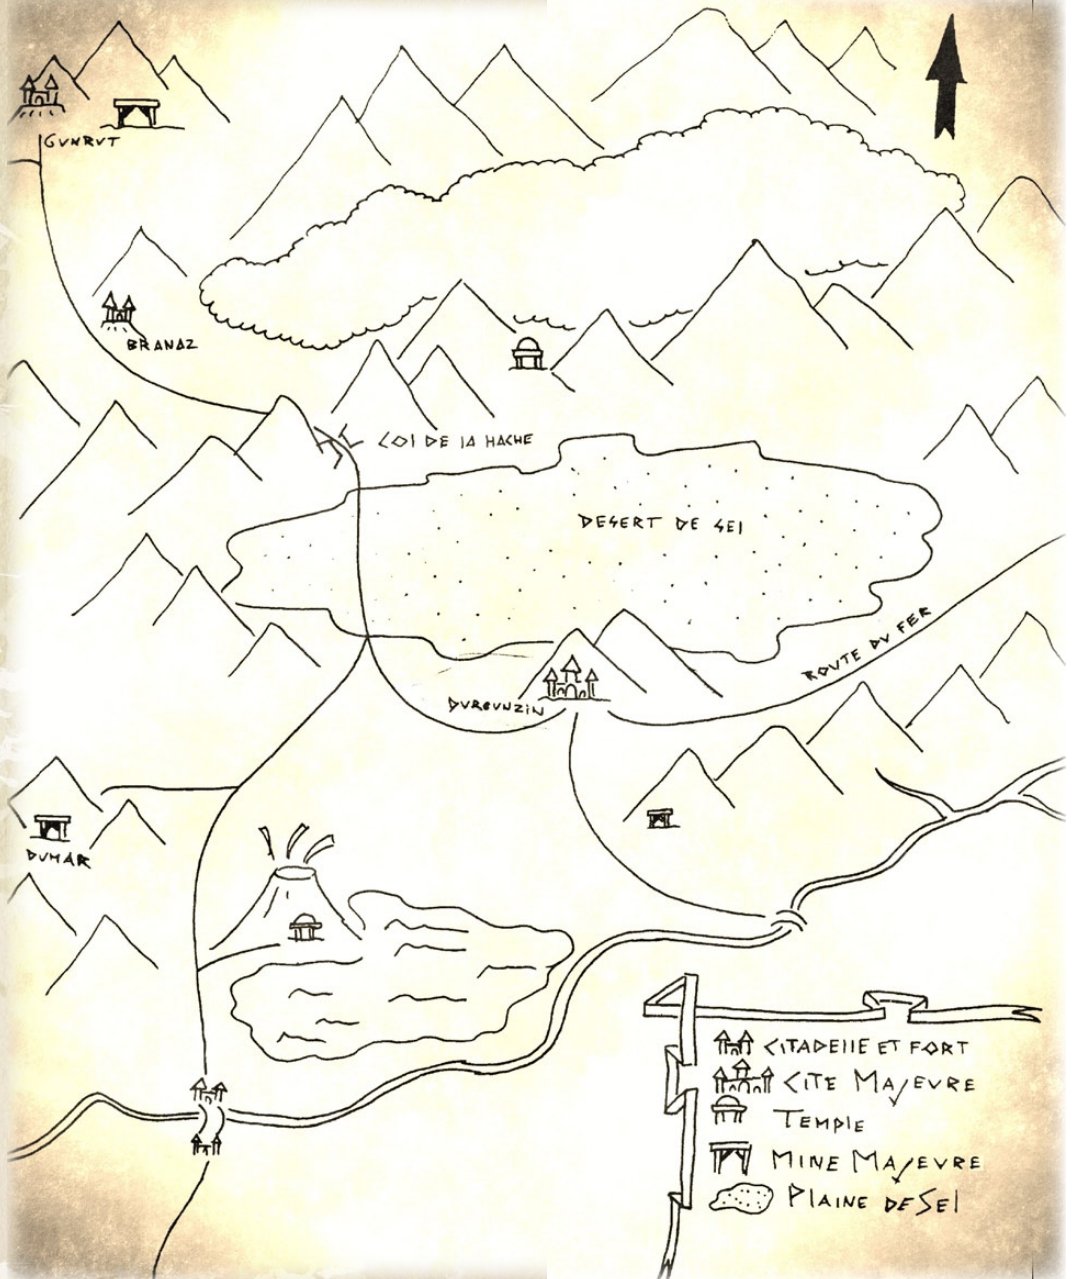 GUNRUT
BRANAZ
COl DE lA HACHE
DESERT DE SEl
ROUTE DU FER
DURGUNZIN
DUMAR
CITADEllE ET FORT
CITE MAJEURE
TEMPlE
MINE MAJEURE
PlAINE DE SEl